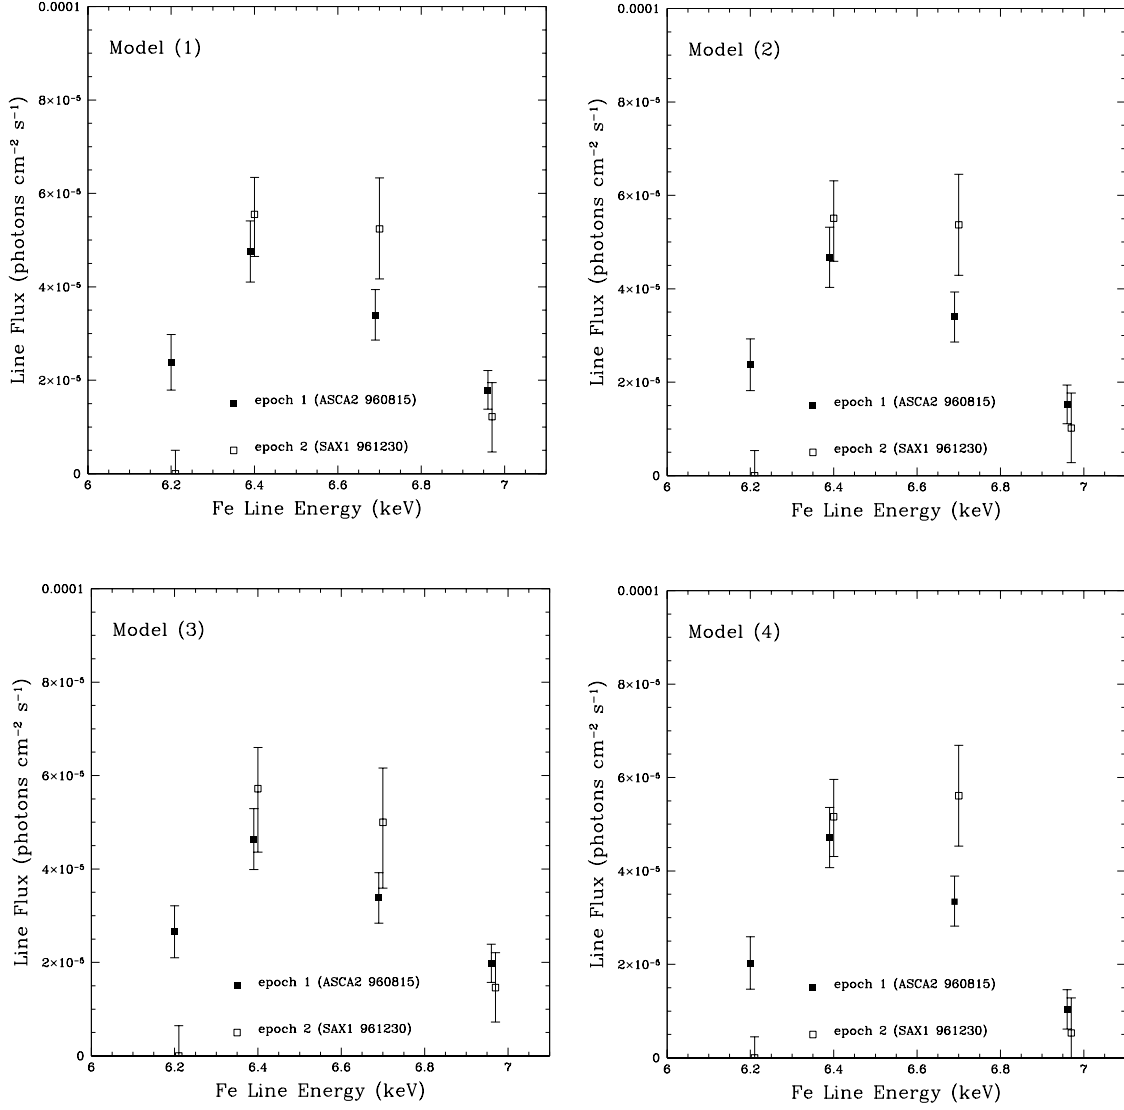 0.0001
Model (1)
8×10⁻⁵
6×10⁻⁵
4×10⁻⁵
2×10⁻⁵
0
Line Flux (photons cm⁻² s⁻¹)
epoch 1 (ASCA2 960815)
epoch 2 (SAX1 961230)
6 6.2 6.4 6.6 6.8 7
Fe Line Energy (keV)
0.0001
Model (2)
8×10⁻⁵
6×10⁻⁵
4×10⁻⁵
2×10⁻⁵
0
Line Flux (photons cm⁻² s⁻¹)
epoch 1 (ASCA2 960815)
epoch 2 (SAX1 961230)
6 6.2 6.4 6.6 6.8 7
Fe Line Energy (keV)
0.0001
Model (3)
8×10⁻⁵
6×10⁻⁵
4×10⁻⁵
2×10⁻⁵
0
Line Flux (photons cm⁻² s⁻¹)
epoch 1 (ASCA2 960815)
epoch 2 (SAX1 961230)
6 6.2 6.4 6.6 6.8 7
Fe Line Energy (keV)
0.0001
Model (4)
8×10⁻⁵
6×10⁻⁵
4×10⁻⁵
2×10⁻⁵
0
Line Flux (photons cm⁻² s⁻¹)
epoch 1 (ASCA2 960815)
epoch 2 (SAX1 961230)
6 6.2 6.4 6.6 6.8 7
Fe Line Energy (keV)